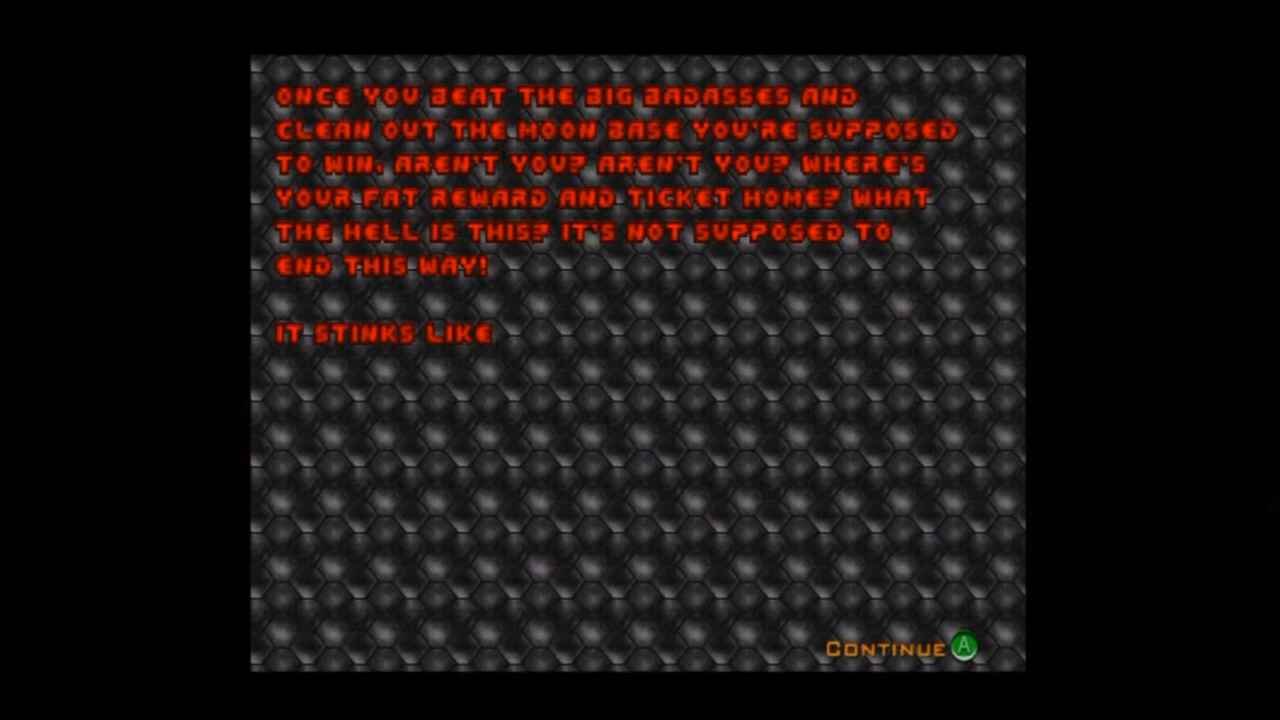 ONCE YOU BEAT THE BIG BADASSES AND
CLEAN OUT THE MOON BASE YOU'RE SUPPOSED
TO WIN, AREN'T YOU? AREN'T YOU? WHERE'S
YOUR FAT REWARD AND TICKET HOME? WHAT
THE HELL IS THIS? IT'S NOT SUPPOSED TO
END THIS WAY!
IT STINKS LIKE
CONTINUE A